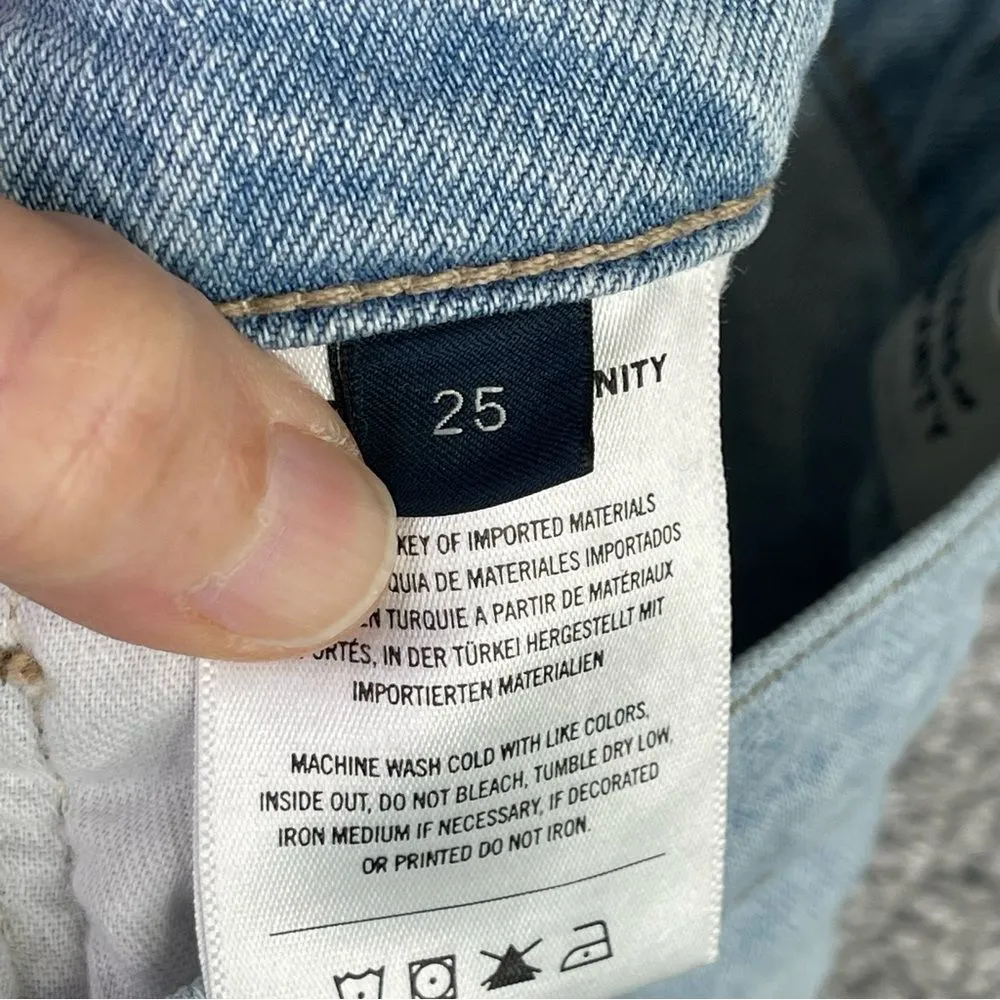 25
NITY
KEY OF IMPORTED MATERIALS
QUIA DE MATERIALES IMPORTADOS
EN TURQUIE A PARTIR DE MATÉRIAUX
ORTÉS, IN DER TÜRKEI HERGESTELLT MIT
IMPORTIERTEN MATERIALIEN
MACHINE WASH COLD WITH LIKE COLORS,
INSIDE OUT, DO NOT BLEACH, TUMBLE DRY LOW,
IRON MEDIUM IF NECESSARY, IF DECORATED
OR PRINTED DO NOT IRON.